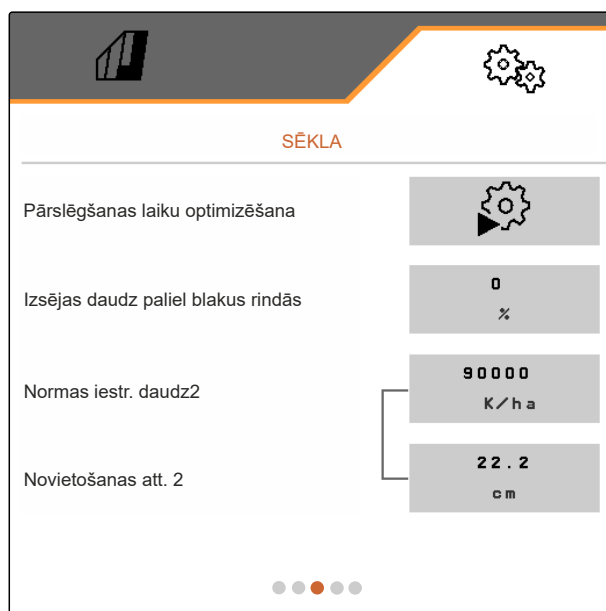 SĒKLA
Pārslēgšanas laiku optimizēšana
Izsējas daudz paliel blakus rindās
0
%
Normas iestr. daudz2
90000
K/ha
Novietošanas att. 2
22.2
cm